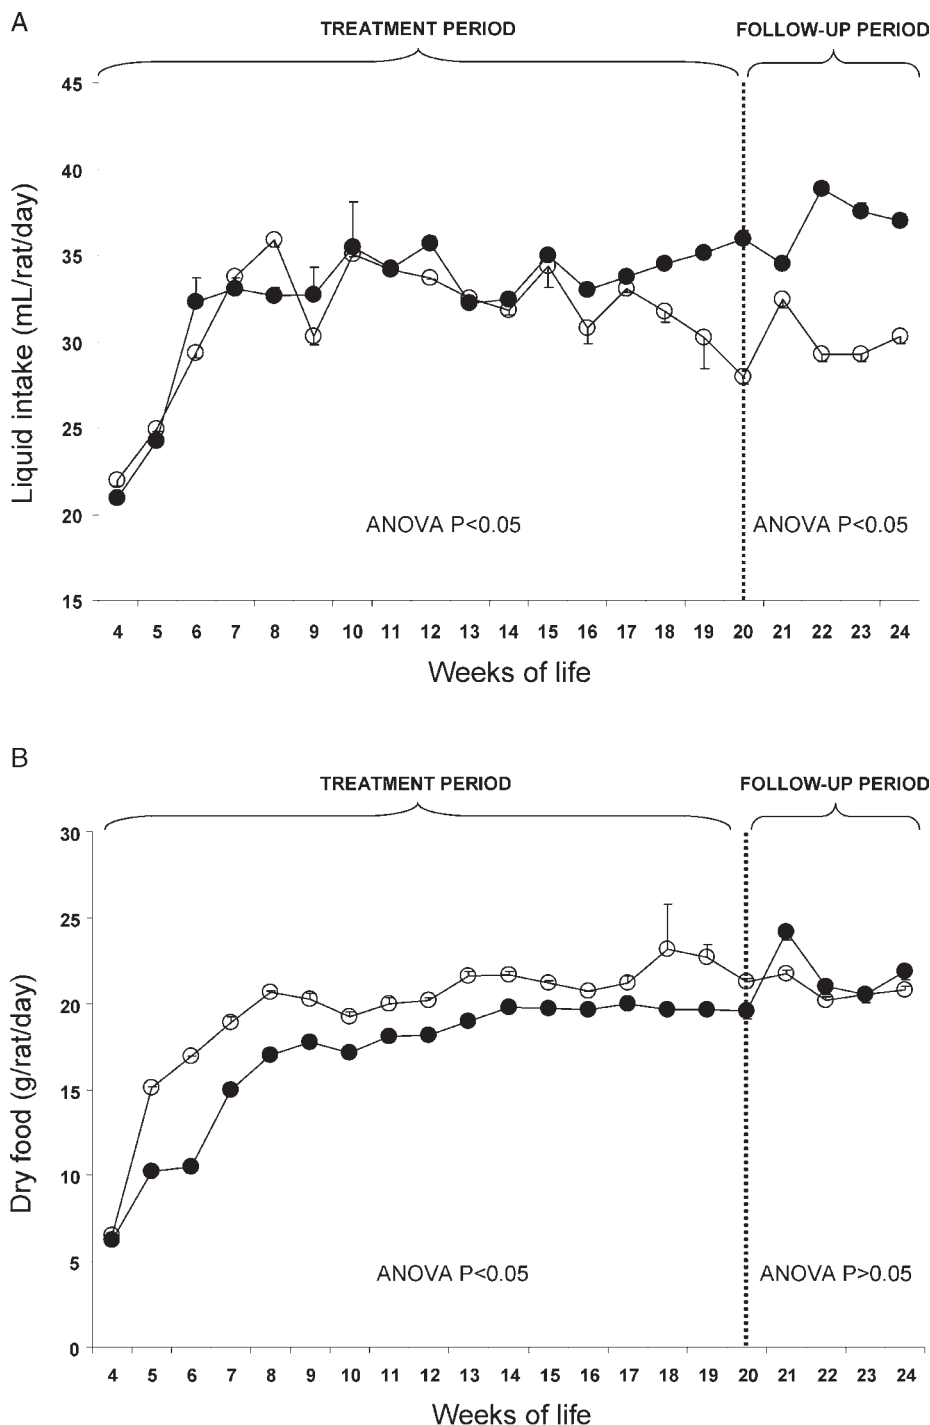 A
TREATMENT PERIOD
FOLLOW-UP PERIOD
45
40
35
30
25
20
15
Liquid intake (mL/rat/day)
ANOVA P<0.05
ANOVA P<0.05
4 5 6 7 8 9 10 11 12 13 14 15 16 17 18 19 20 21 22 23 24
Weeks of life
B
TREATMENT PERIOD
FOLLOW-UP PERIOD
30
25
20
15
10
5
0
Dry food (g/rat/day)
ANOVA P<0.05
ANOVA P>0.05
4 5 6 7 8 9 10 11 12 13 14 15 16 17 18 19 20 21 22 23 24
Weeks of life